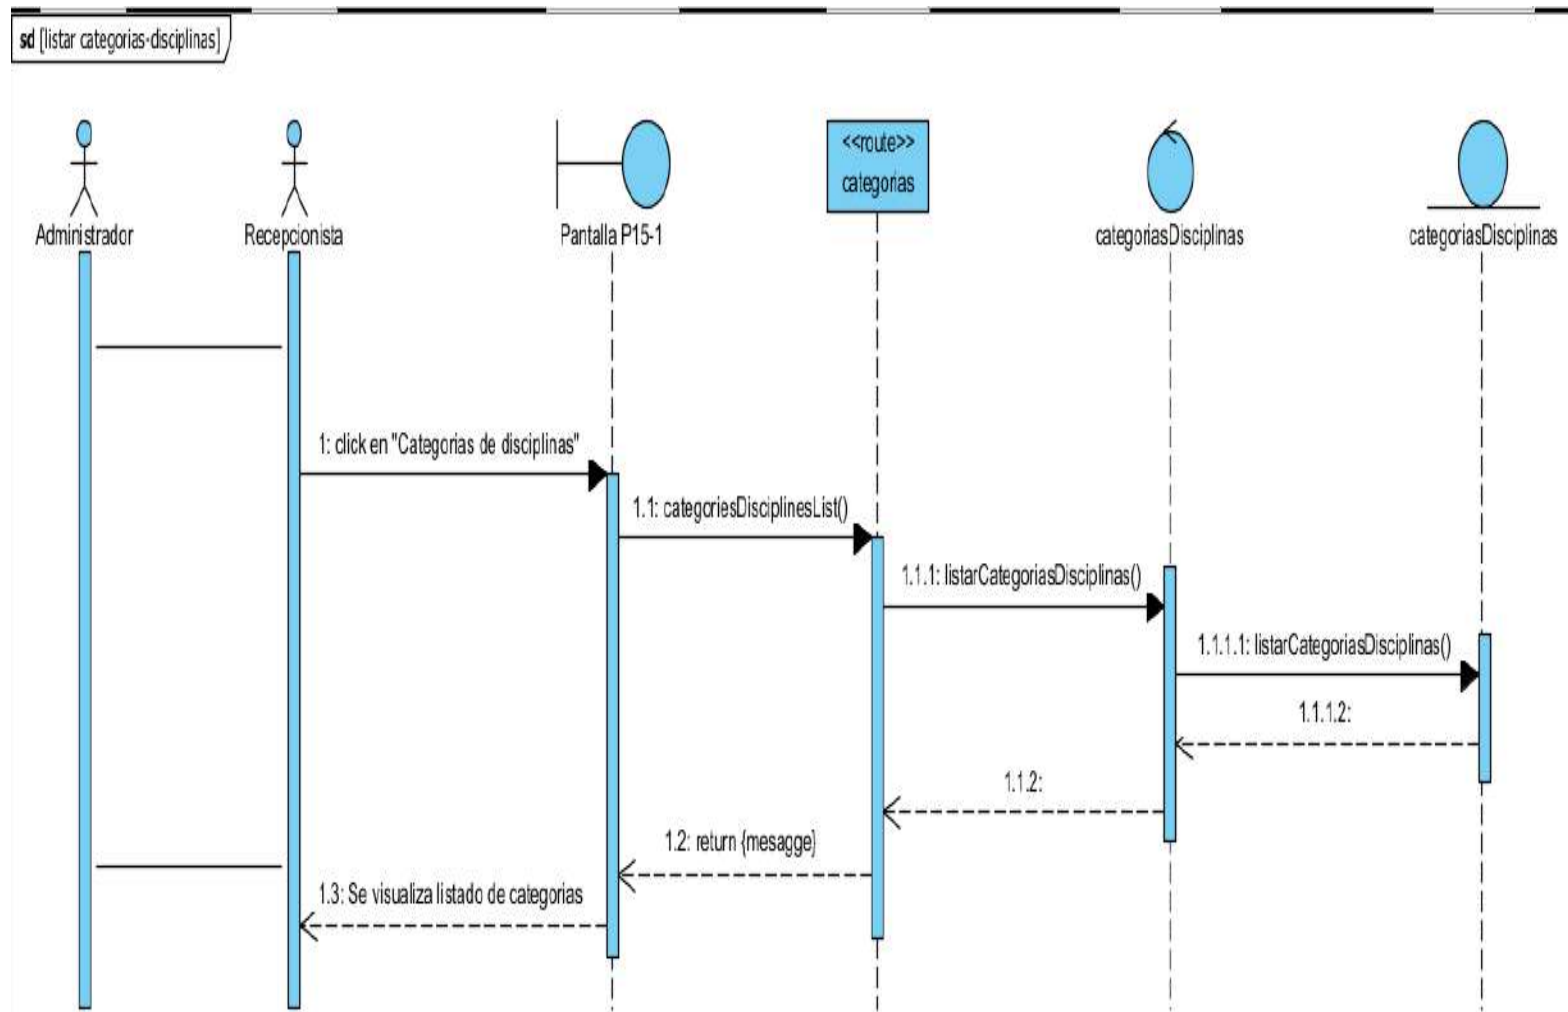 sd [listar categorias-disciplinas]
<<route>>
categorias
Administrador
Recepcionista
Pantalla P15-1
categoriasDisciplinas
categoriasDisciplinas
1: click en "Categorias de disciplinas"
1.1: categoriesDisciplinesList()
1.1.1: listarCategoriasDisciplinas()
1.1.1.1: listarCategoriasDisciplinas()
1.1.1.2:
1.1.2:
1.2: return {mesagge}
1.3: Se visualiza listado de categorias